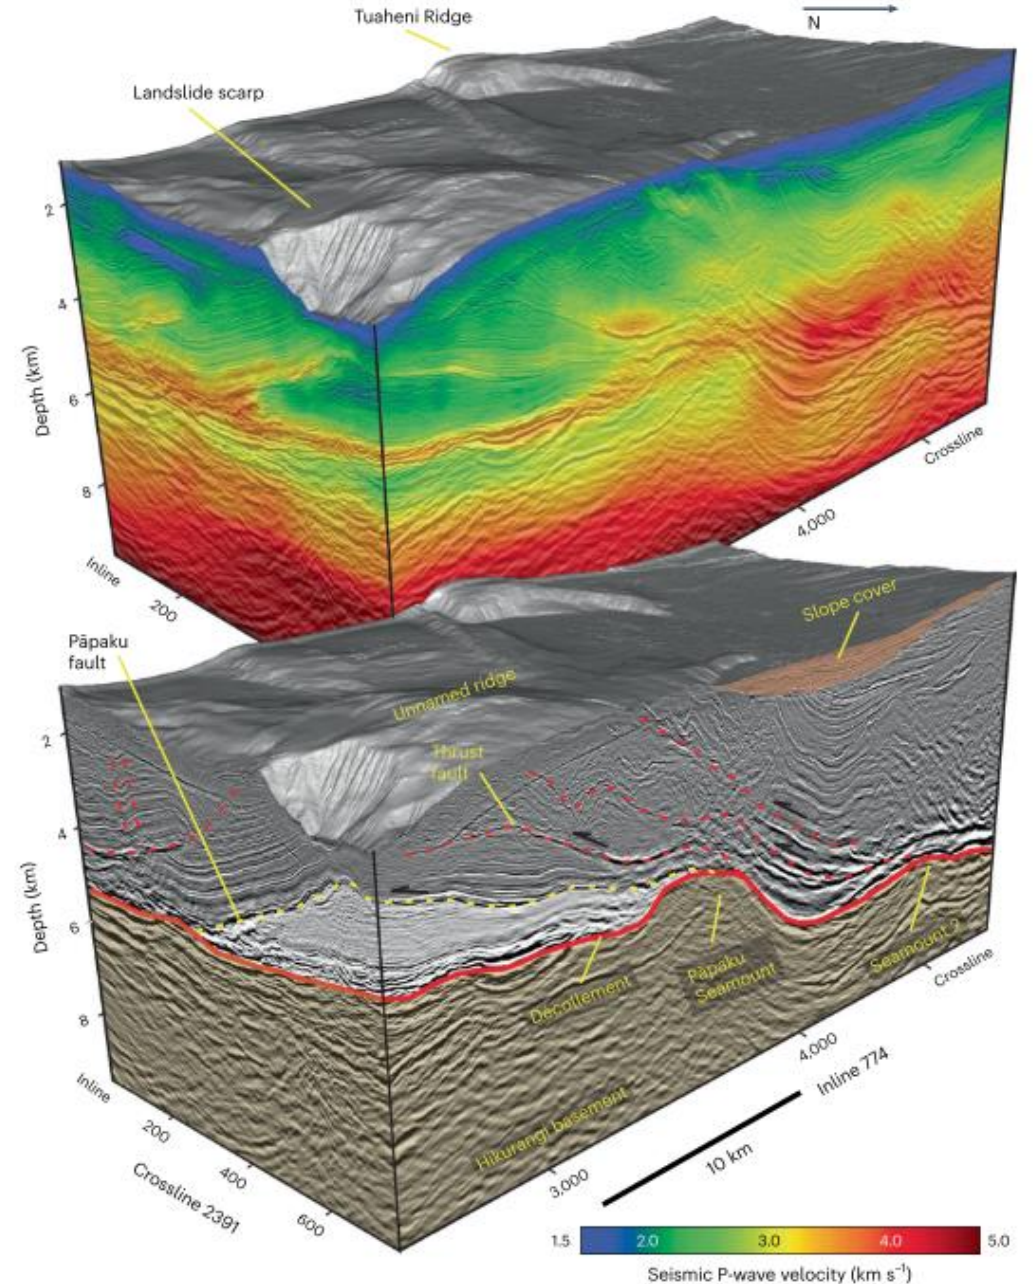 Tuaheni Ridge
N
Landslide scarp
2
4
6
8
Depth (km)
Inline
200
4,000
Crossline
Pāpaku
fault
Slope cover
Unnamed ridge
Thrust
fault
2
4
6
8
Depth (km)
Décollement
Pāpaku
Seamount
Seamount ?
Crossline
4,000
Inline 774
Hikurangi basement
Inline
200
400
600
Crossline 2391
3,000
10 km
1.5 2.0 3.0 4.0 5.0
Seismic P-wave velocity (km s⁻¹)